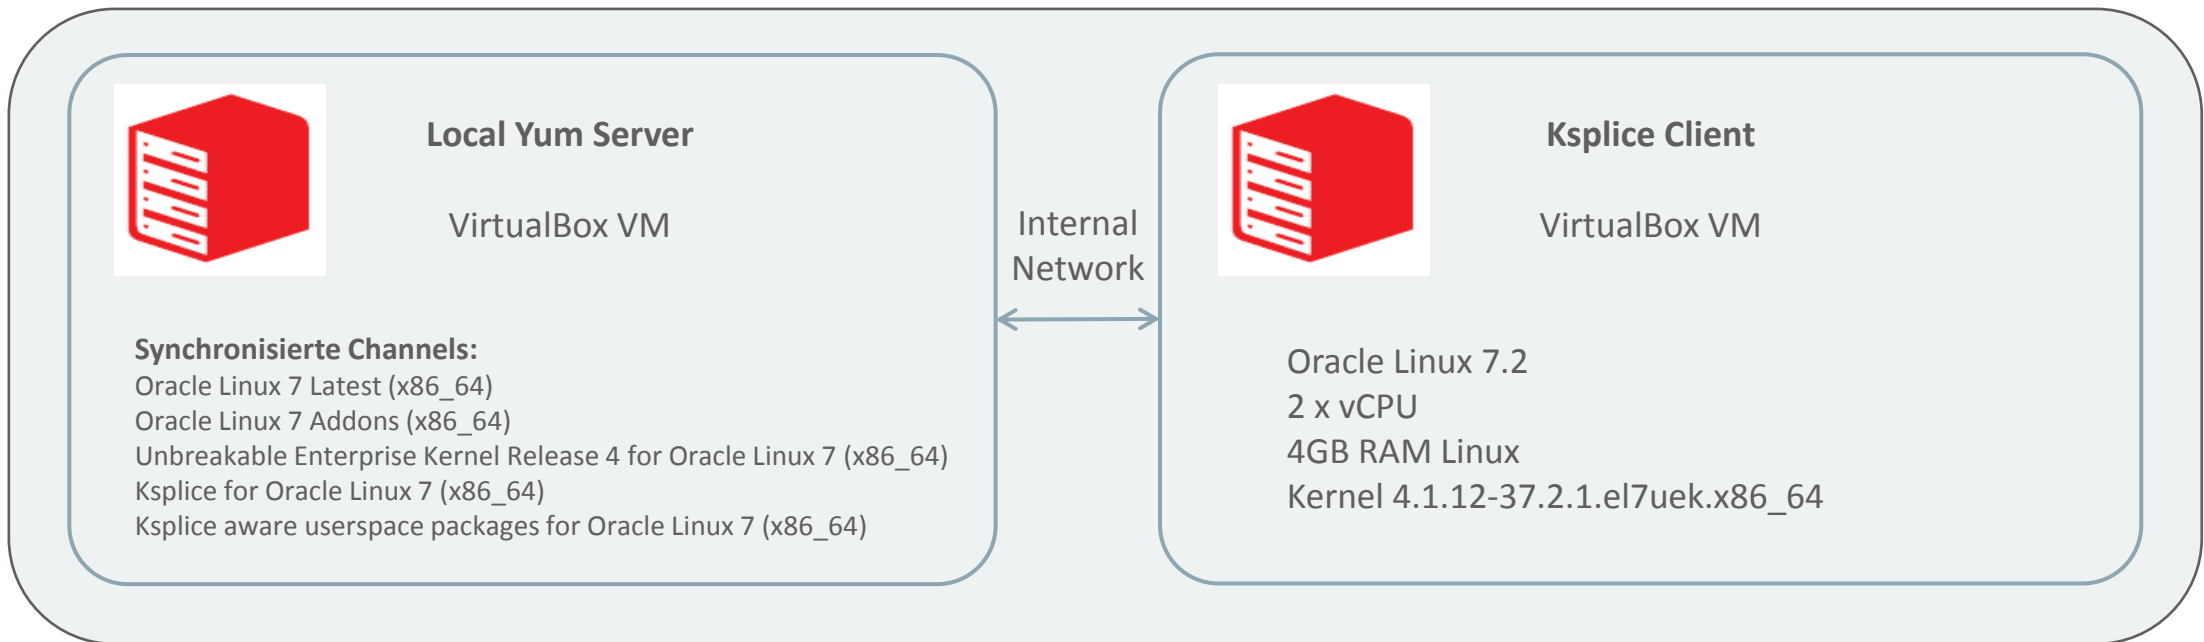 Local Yum Server
VirtualBox VM
Synchronisierte Channels:
Oracle Linux 7 Latest (x86_64)
Oracle Linux 7 Addons (x86_64)
Unbreakable Enterprise Kernel Release 4 for Oracle Linux 7 (x86_64)
Ksplice for Oracle Linux 7 (x86_64)
Ksplice aware userspace packages for Oracle Linux 7 (x86_64)
Internal
Network
Ksplice Client
VirtualBox VM
Oracle Linux 7.2
2 x vCPU
4GB RAM Linux
Kernel 4.1.12-37.2.1.el7uek.x86_64